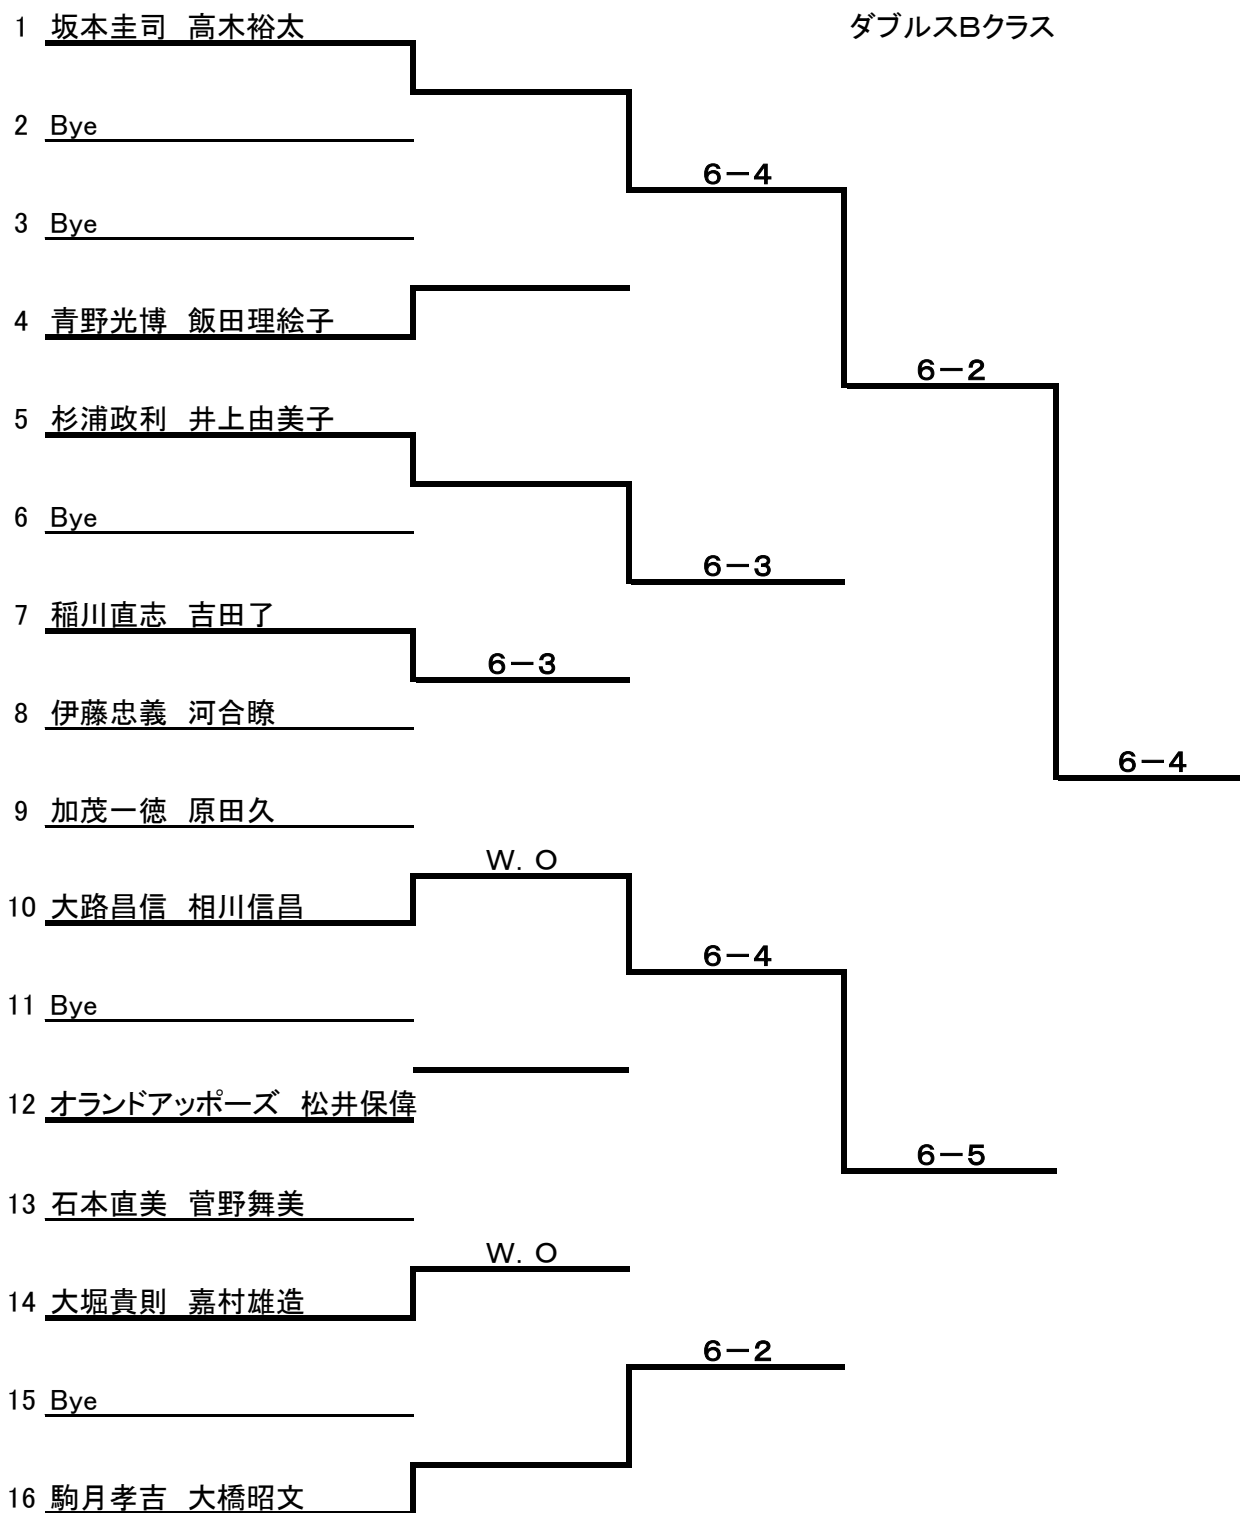 1 坂本圭司 高木裕太
ダブルスBクラス
2 Bye
6-4
3 Bye
4 青野光博 飯田理絵子
6-2
5 杉浦政利 井上由美子
6 Bye
6-3
7 稲川直志 吉田了
6-3
8 伊藤忠義 河合瞭
6-4
9 加茂一徳 原田久
W. O
10 大路昌信 相川信昌
6-4
11 Bye
12 オランドアッポーズ 松井保偉
6-5
13 石本直美 菅野舞美
W. O
14 大堀貴則 嘉村雄造
6-2
15 Bye
16 駒月孝吉 大橋昭文